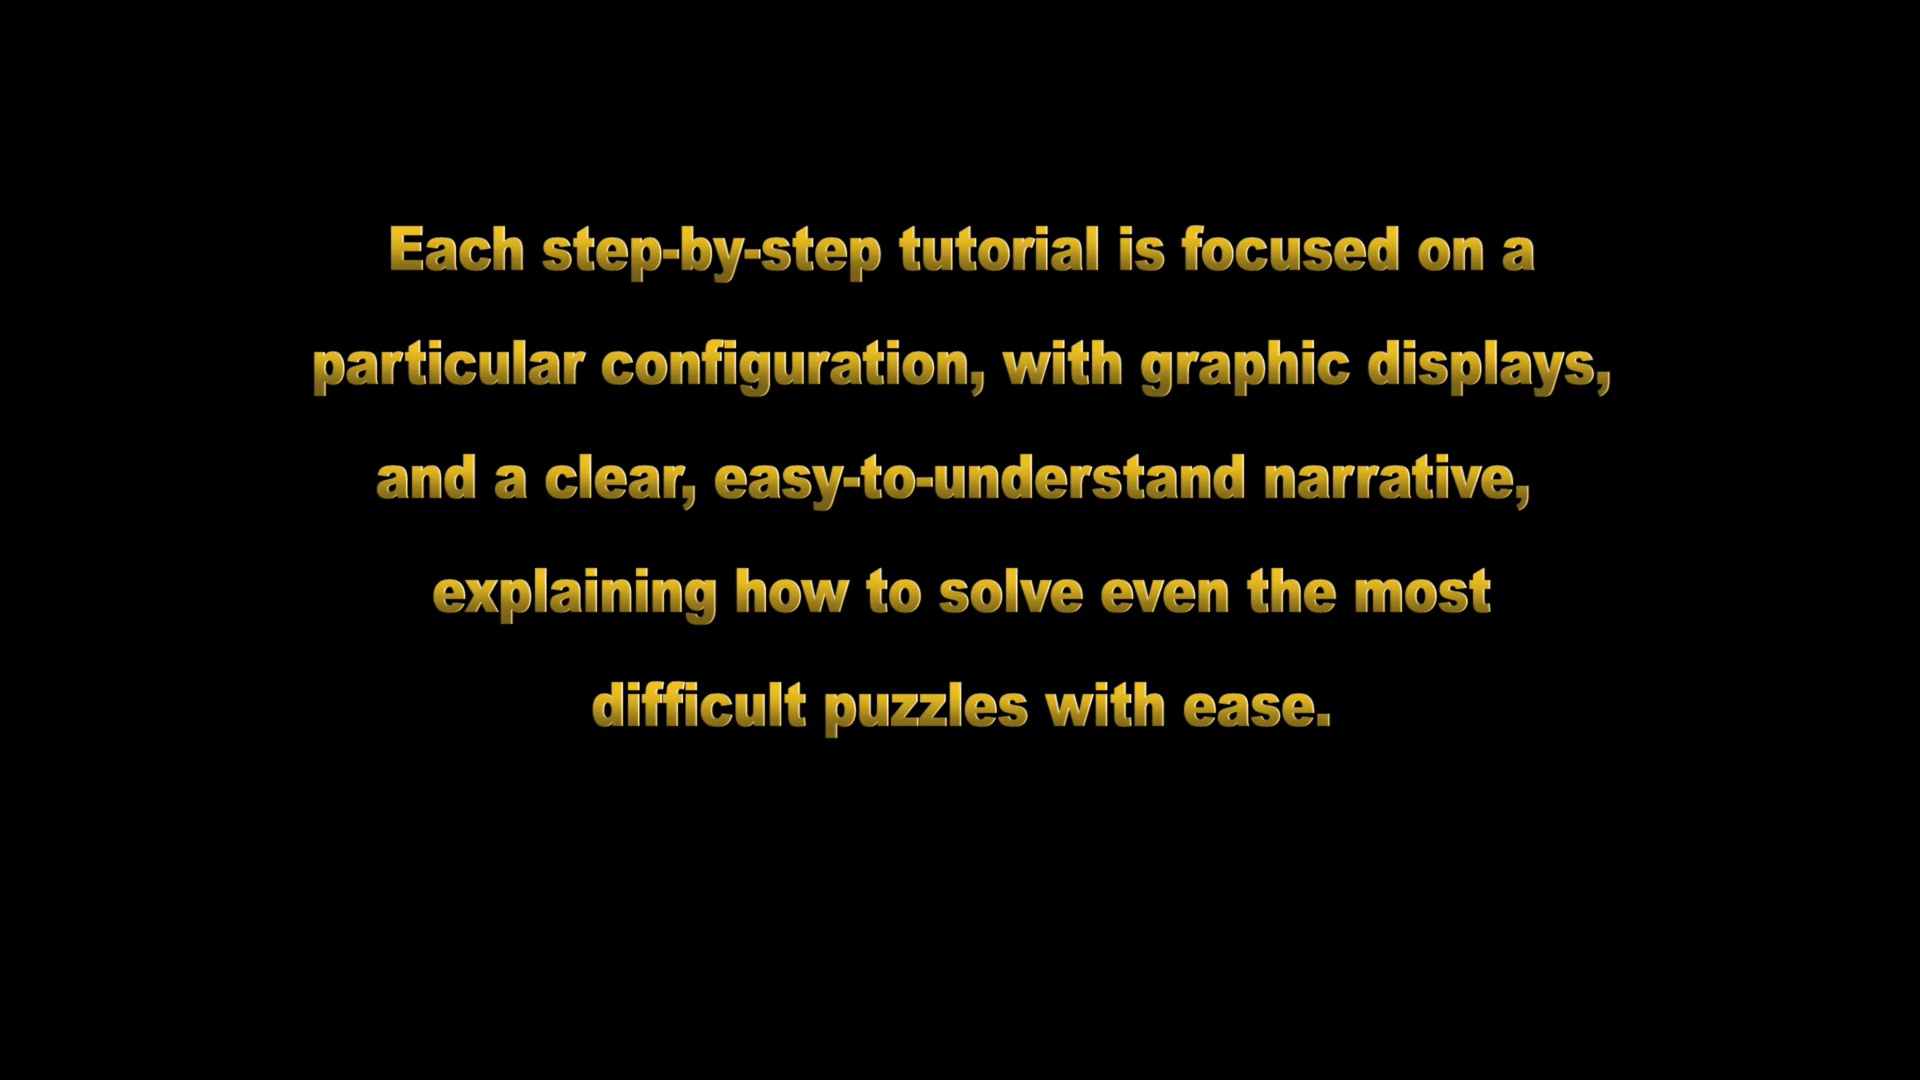 Each step-by-step tutorial is focused on a
particular configuration, with graphic displays,
and a clear, easy-to-understand narrative,
explaining how to solve even the most
difficult puzzles with ease.